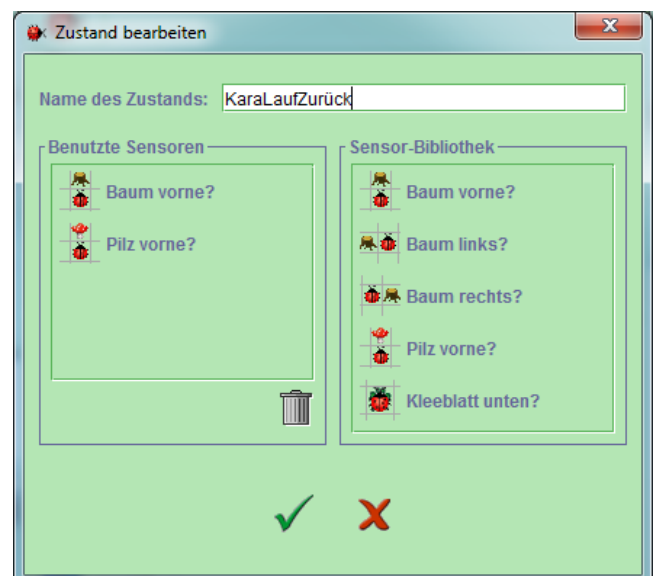 Zustand bearbeiten
Name des Zustands: KaraLaufZurück
Benutzte Sensoren
Baum vorne?
Pilz vorne?
Sensor-Bibliothek
Baum vorne?
Baum links?
Baum rechts?
Pilz vorne?
Kleeblatt unten?